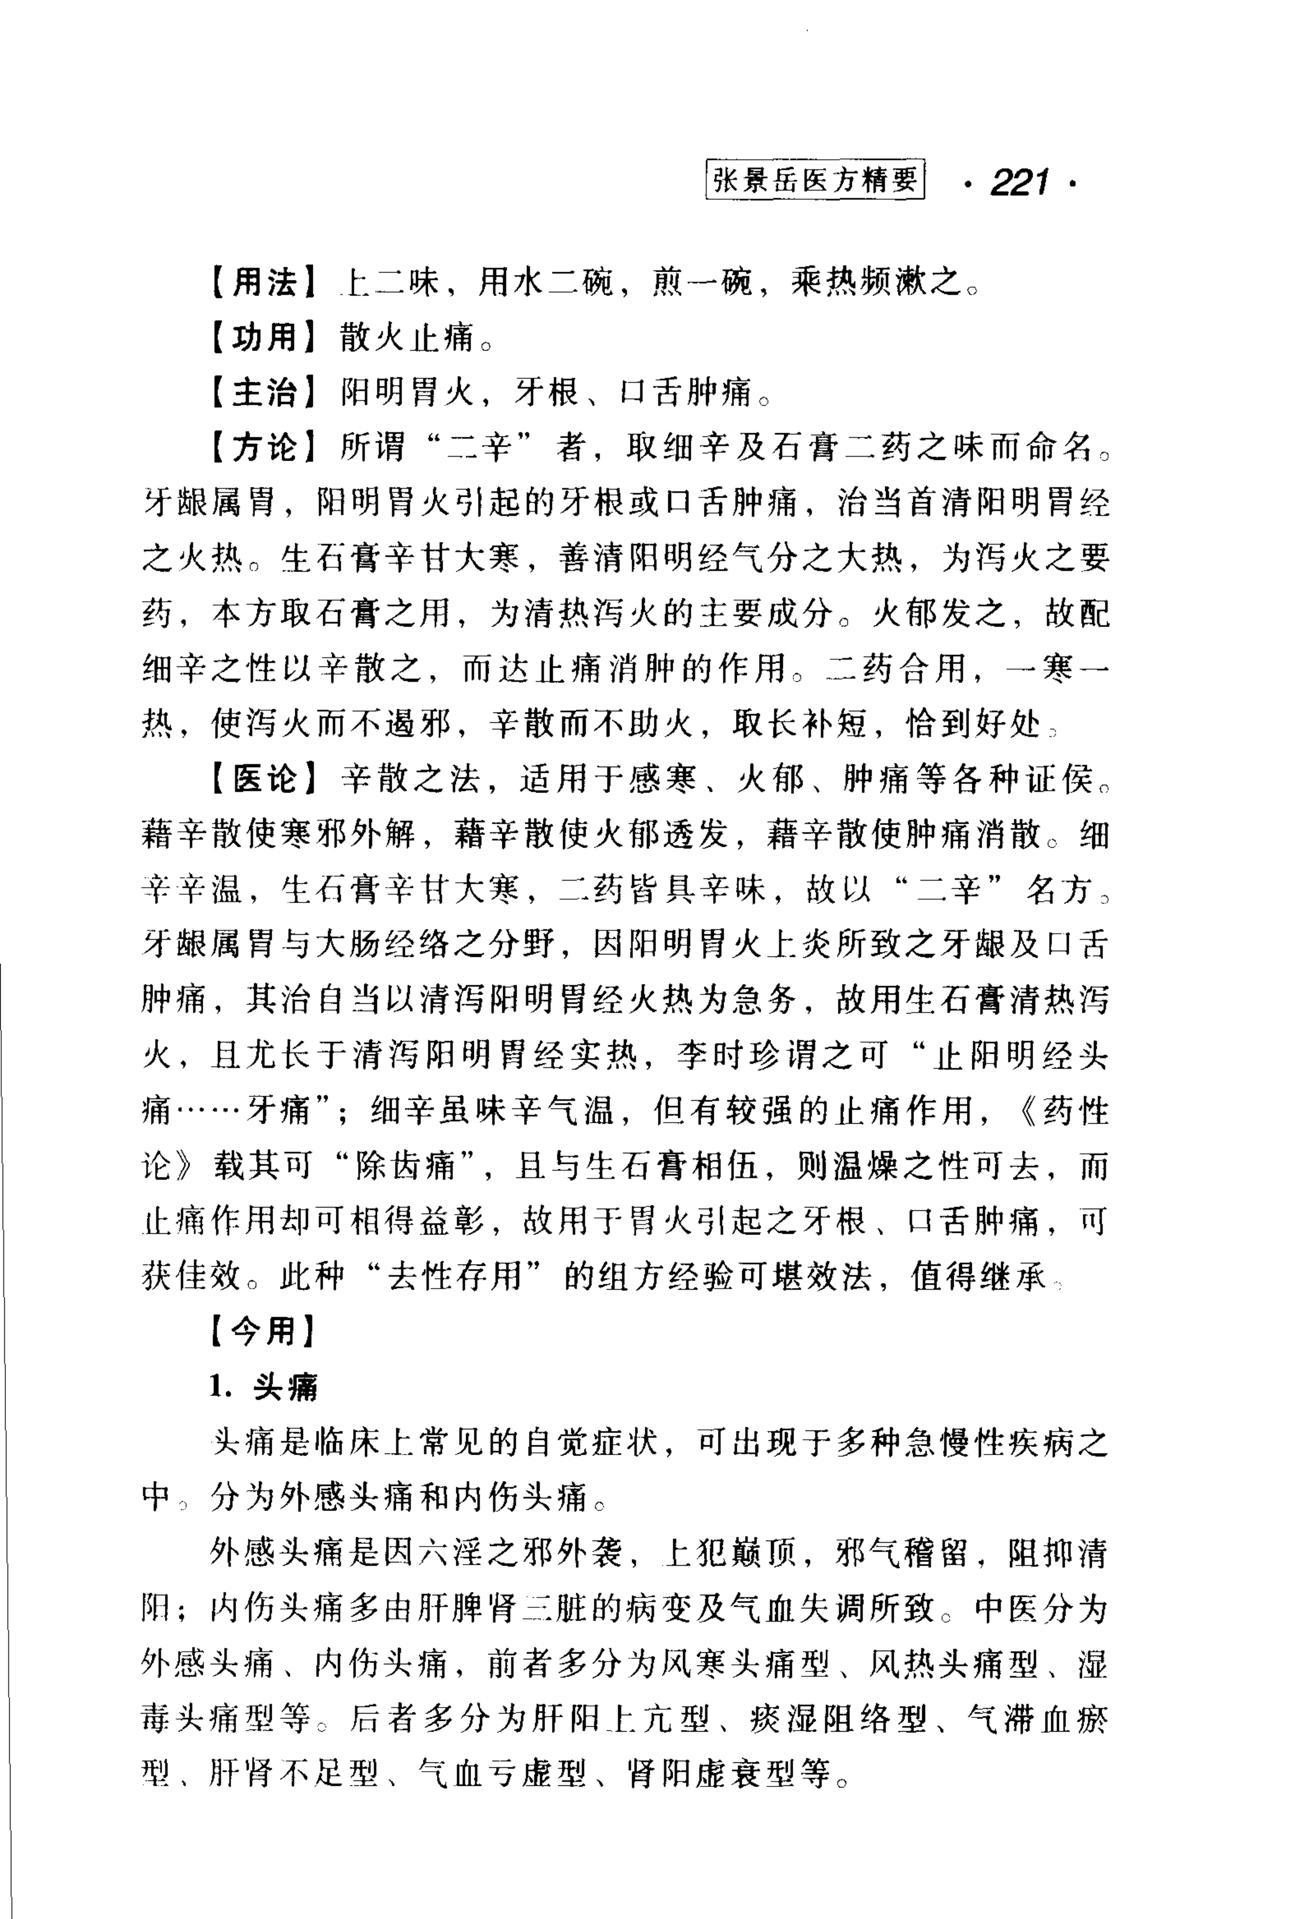 张景岳医方精要 · 221 ·
【用法】上二味，用水二碗，煎一碗，乘热频漱之。
【功用】散火止痛。
【主治】阳明胃火，牙根、口舌肿痛。
【方论】所谓“二辛”者，取细辛及石膏二药之味而命名。
牙龈属胃，阳明胃火引起的牙根或口舌肿痛，治当首清阳明胃经
之火热。生石膏辛甘大寒，善清阳明经气分之大热，为泻火之要
药，本方取石膏之用，为清热泻火的主要成分。火郁发之，故配
细辛之性以辛散之，而达止痛消肿的作用。二药合用，一寒一
热，使泻火而不遏邪，辛散而不助火，取长补短，恰到好处。
【医论】辛散之法，适用于感寒、火郁、肿痛等各种证侯。
藉辛散使寒邪外解，藉辛散使火郁透发，藉辛散使肿痛消散。细
辛辛温，生石膏辛甘大寒，二药皆具辛味，故以“二辛”名方。
牙龈属胃与大肠经络之分野，因阳明胃火上炎所致之牙龈及口舌
肿痛，其治自当以清泻阳明胃经火热为急务，故用生石膏清热泻
火，且尤长于清泻阳明胃经实热，李时珍谓之可“止阳明经头
痛……牙痛”；细辛虽味辛气温，但有较强的止痛作用，《药性
论》载其可“除齿痛”，且与生石膏相伍，则温燥之性可去，而
止痛作用却可相得益彰，故用于胃火引起之牙根、口舌肿痛，可
获佳效。此种“去性存用”的组方经验可堪效法，值得继承。
【今用】
1. 头痛
头痛是临床上常见的自觉症状，可出现于多种急慢性疾病之
中。分为外感头痛和内伤头痛。
外感头痛是因六淫之邪外袭，上犯巅顶，邪气稽留，阻抑清
阳；内伤头痛多由肝脾肾三脏的病变及气血失调所致。中医分为
外感头痛、内伤头痛，前者多分为风寒头痛型、风热头痛型、湿
毒头痛型等。后者多分为肝阳上亢型、痰湿阻络型、气滞血瘀
型、肝肾不足型、气血亏虚型、肾阳虚衰型等。